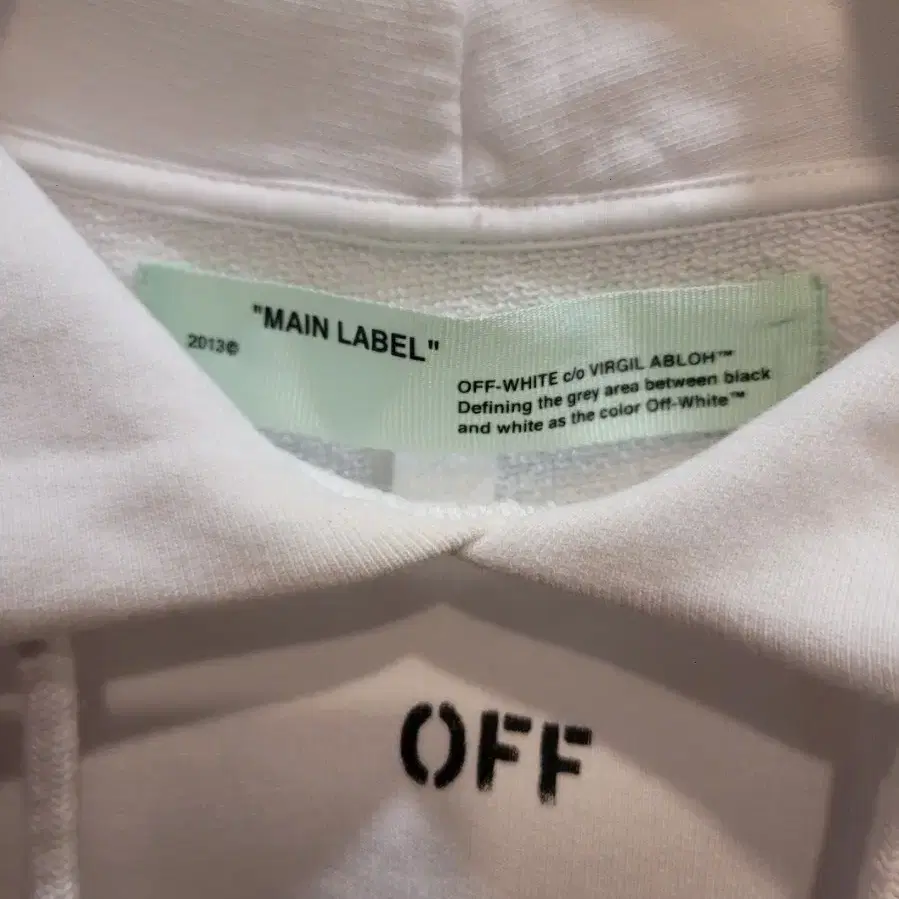 "MAIN LABEL"
2013©
OFF-WHITE c/o VIRGIL ABLOH™
Defining the grey area between black
and white as the color Off-White™
OFF